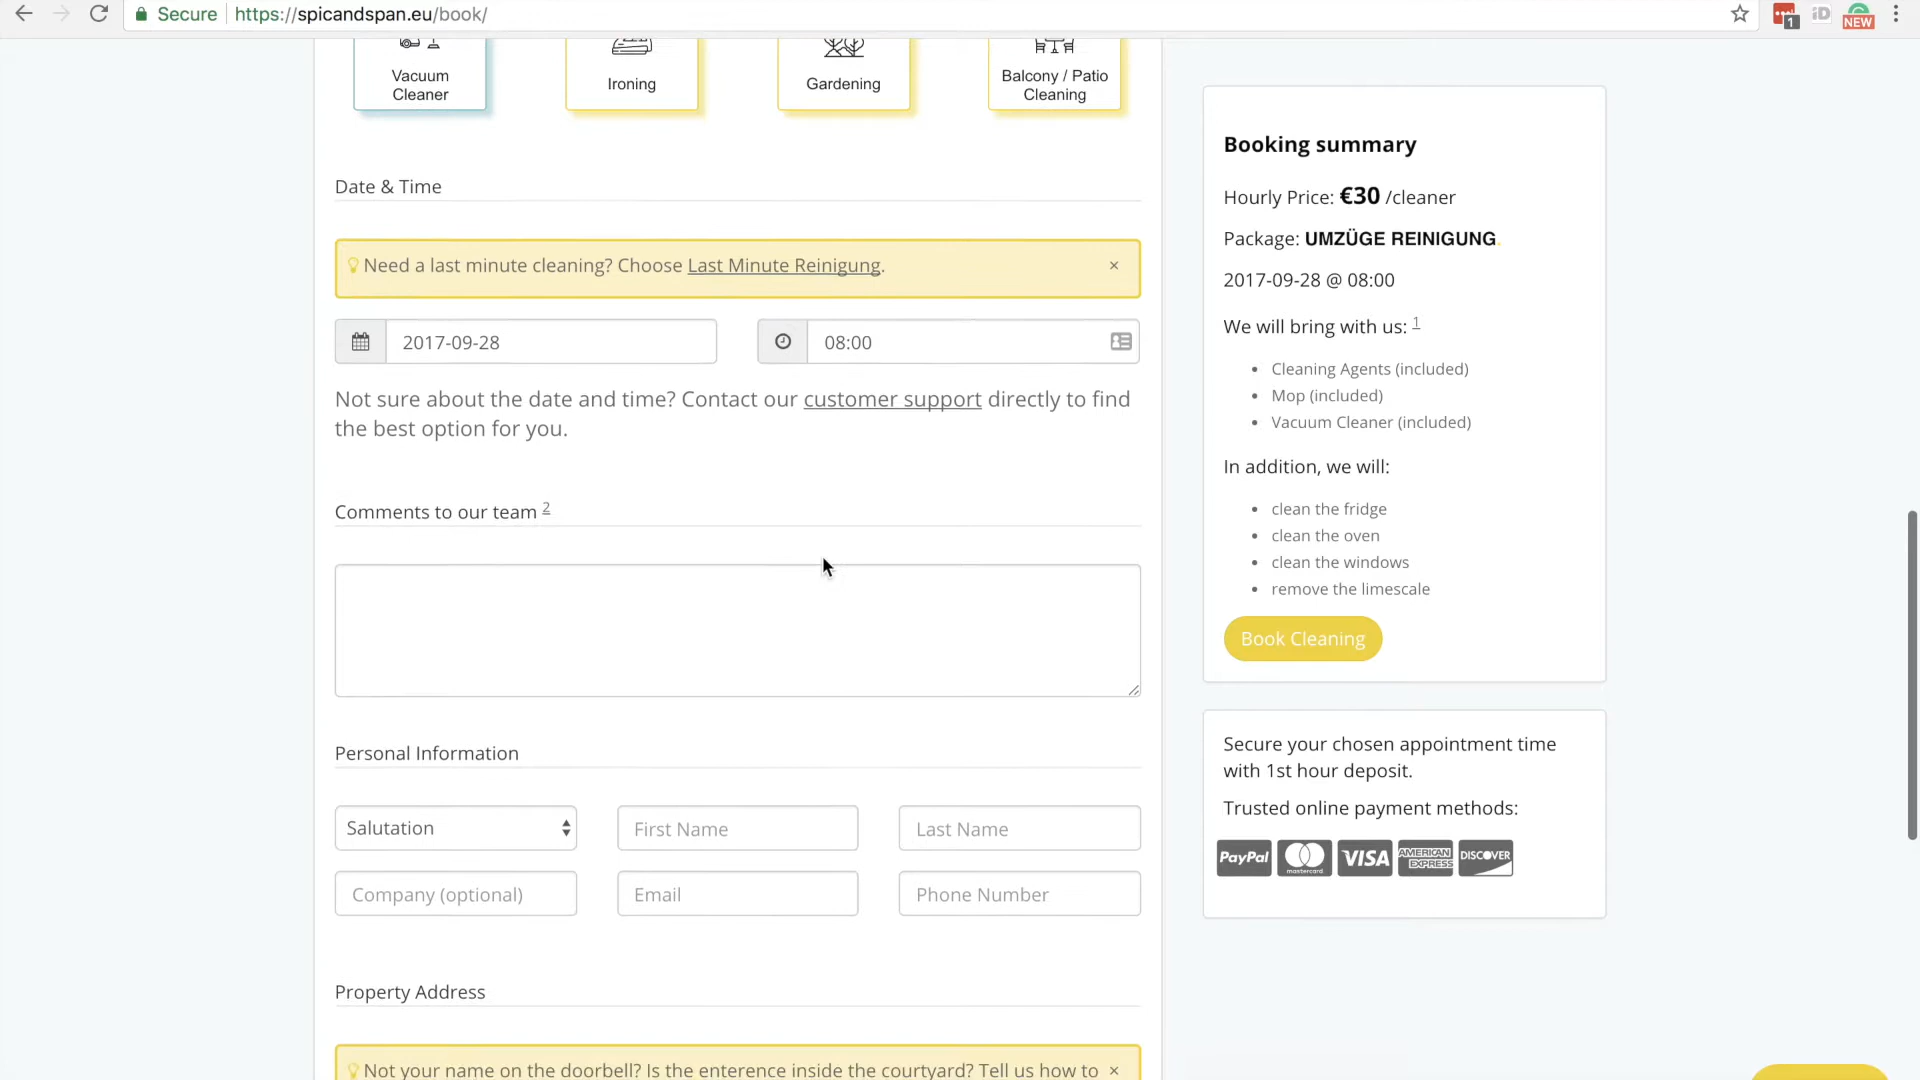 Secure https://spicandspan.eu/book/
1
iD
NEW
Vacuum
Cleaner
Ironing
Gardening
Balcony / Patio
Cleaning
Date & Time
Need a last minute cleaning? Choose Last Minute Reinigung. ×
2017-09-28
08:00
Not sure about the date and time? Contact our customer support directly to find
the best option for you.
Comments to our team 2
Personal Information
Salutation
First Name
Last Name
Company (optional)
Email
Phone Number
Property Address
Not your name on the doorbell? Is the enterence inside the courtyard? Tell us how to ×
Booking summary
Hourly Price: €30 /cleaner
Package: UMZÜGE REINIGUNG.
2017-09-28 @ 08:00
We will bring with us: 1
• Cleaning Agents (included)
• Mop (included)
• Vacuum Cleaner (included)
In addition, we will:
• clean the fridge
• clean the oven
• clean the windows
• remove the limescale
Book Cleaning
Secure your chosen appointment time
with 1st hour deposit.
Trusted online payment methods:
PayPal mastercard VISA AMERICAN EXPRESS DISCOVER